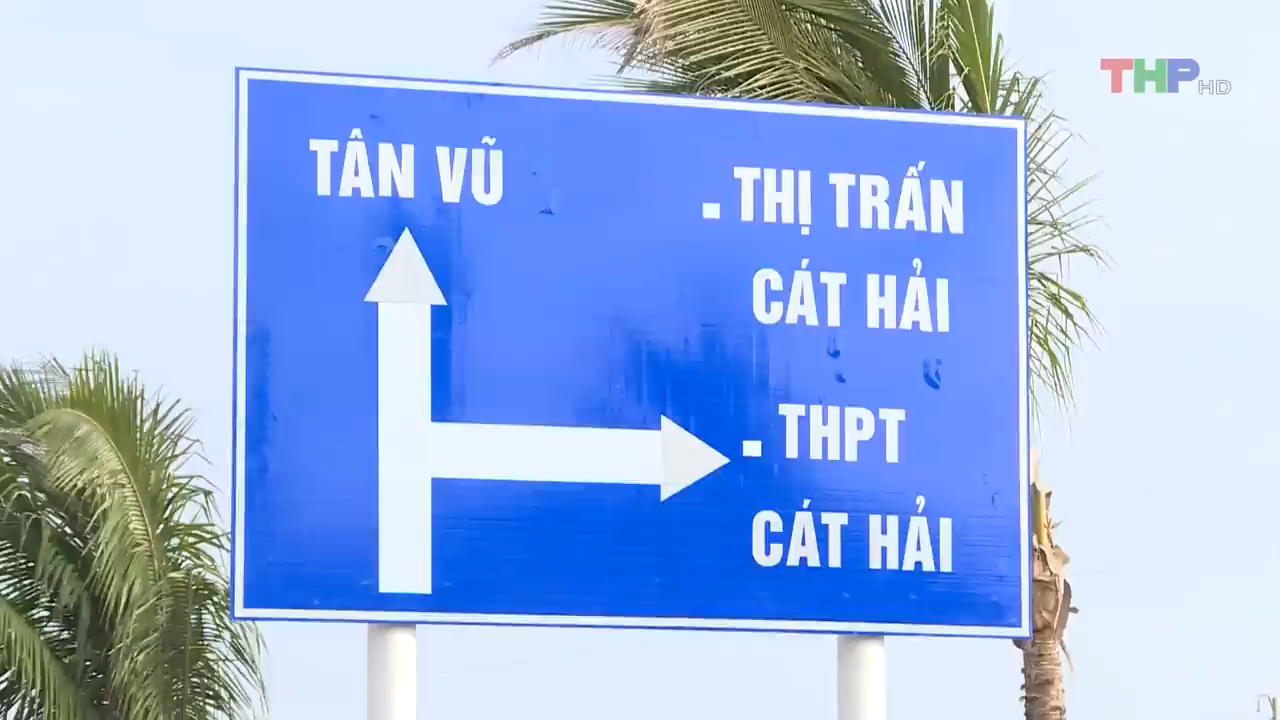 THP HD
TÂN VŨ
. THỊ TRẤN
CÁT HẢI
. THPT
CÁT HẢI